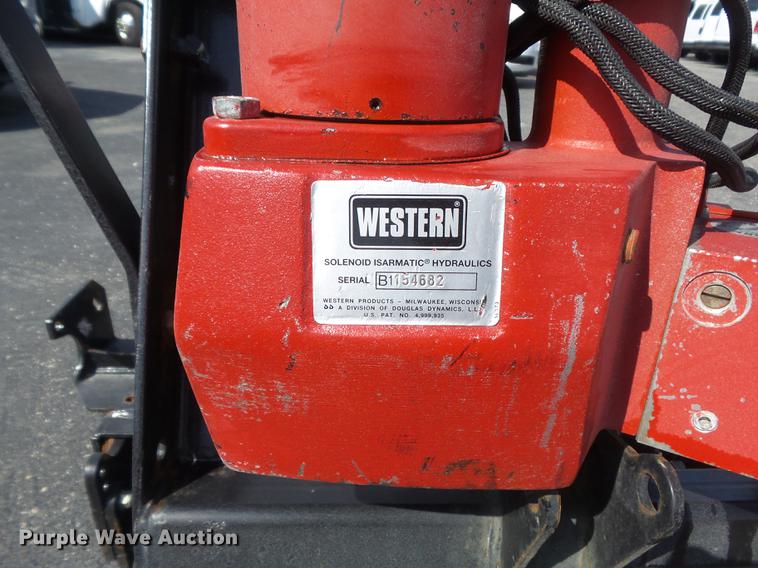 WESTERN®
SOLENOID ISARMATIC® HYDRAULICS
SERIAL B1154682
WESTERN PRODUCTS - MILWAUKEE, WISCONSIN
A DIVISION OF DOUGLAS DYNAMICS, L.L.
U.S. PAT. NO. 4,999,935
Purple Wave Auction®